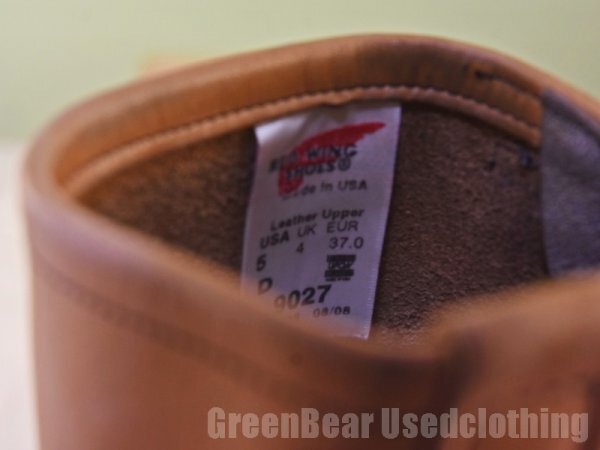 RED WING
SHOES®
Made in USA
Leather Upper
USA UK EUR
5 4 37.0
D
9027
08/08
GreenBear Usedclothing